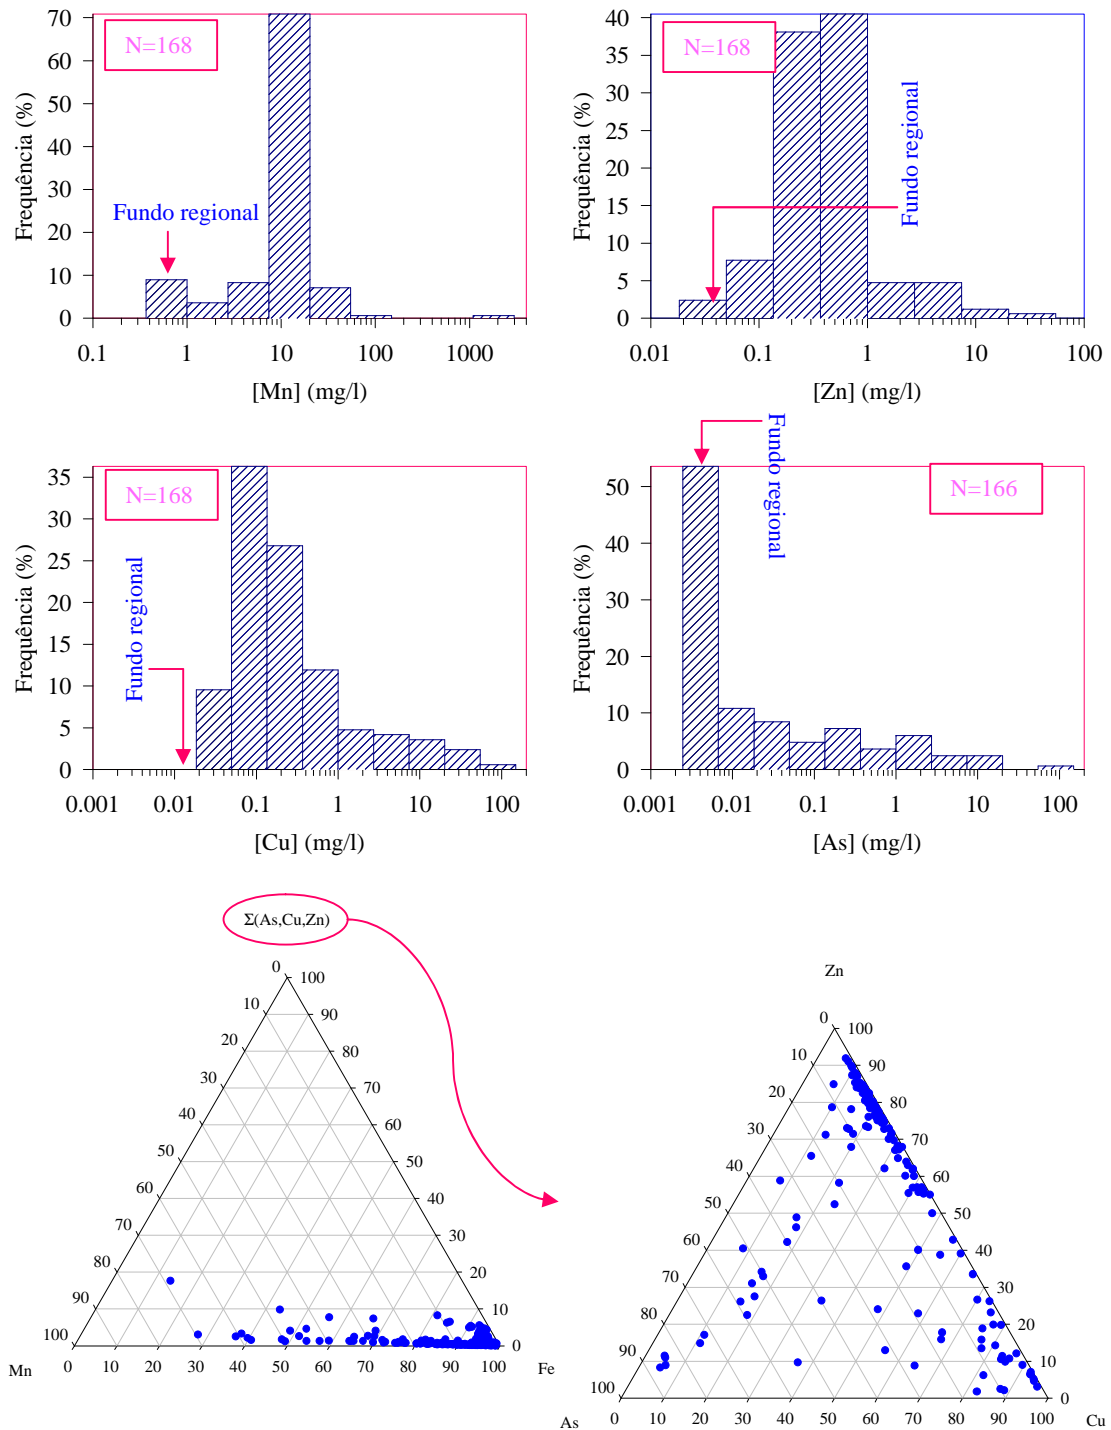 70
60
50
40
30
20
10
0
Frequência (%)
N=168
Fundo regional
0.1 1 10 100 1000
[Mn] (mg/l)
40
35
30
25
20
15
10
5
0
Frequência (%)
N=168
Fundo regional
0.01 0.1 1 10 100
[Zn] (mg/l)
35
30
25
20
15
10
5
0
Frequência (%)
N=168
Fundo regional
0.001 0.01 0.1 1 10 100
[Cu] (mg/l)
50
40
30
20
10
0
Frequência (%)
Fundo regional
N=166
0.001 0.01 0.1 1 10 100
[As] (mg/l)
Σ(As,Cu,Zn)
0 100
10 90
20 80
30 70
40 60
50 50
60 40
70 30
80 20
90 10
100 0
Mn Fe
0 10 20 30 40 50 60 70 80 90 100
Zn
0 100
10 90
20 80
30 70
40 60
50 50
60 40
70 30
80 20
90 10
100 0
As Cu
0 10 20 30 40 50 60 70 80 90 100